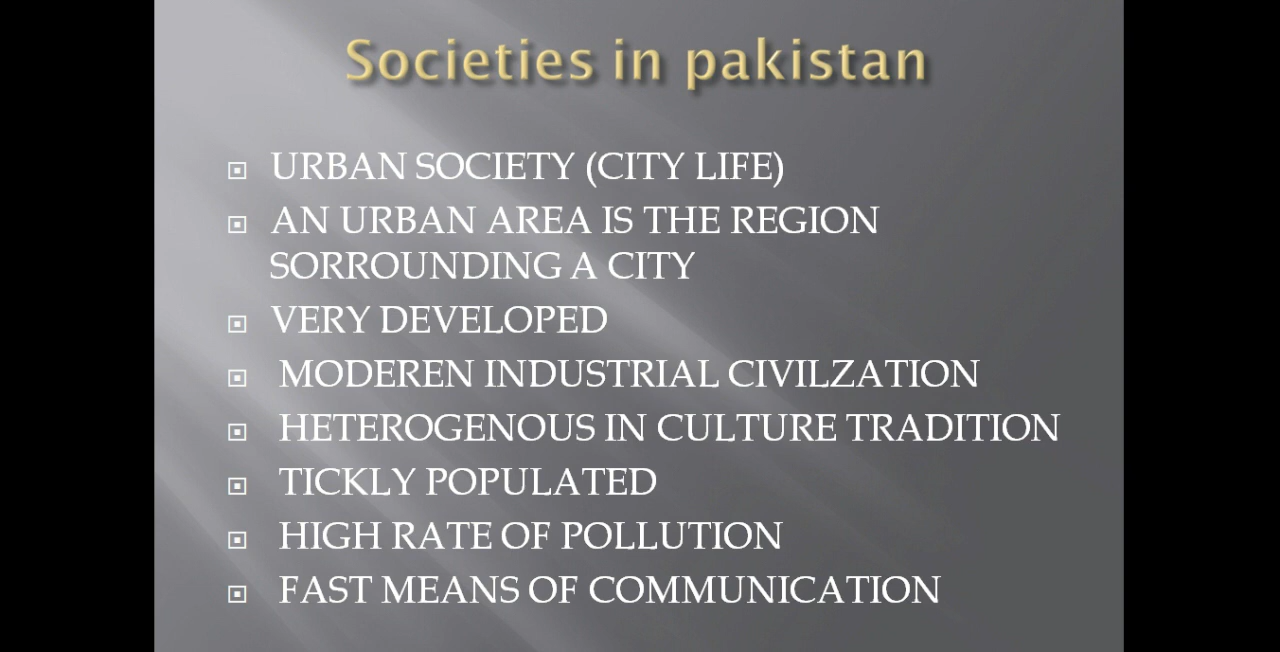 Societies in pakistan
URBAN SOCIETY (CITY LIFE)
AN URBAN AREA IS THE REGION
SORROUNDING A CITY
VERY DEVELOPED
MODEREN INDUSTRIAL CIVILZATION
HETEROGENOUS IN CULTURE TRADITION
TICKLY POPULATED
HIGH RATE OF POLLUTION
FAST MEANS OF COMMUNICATION